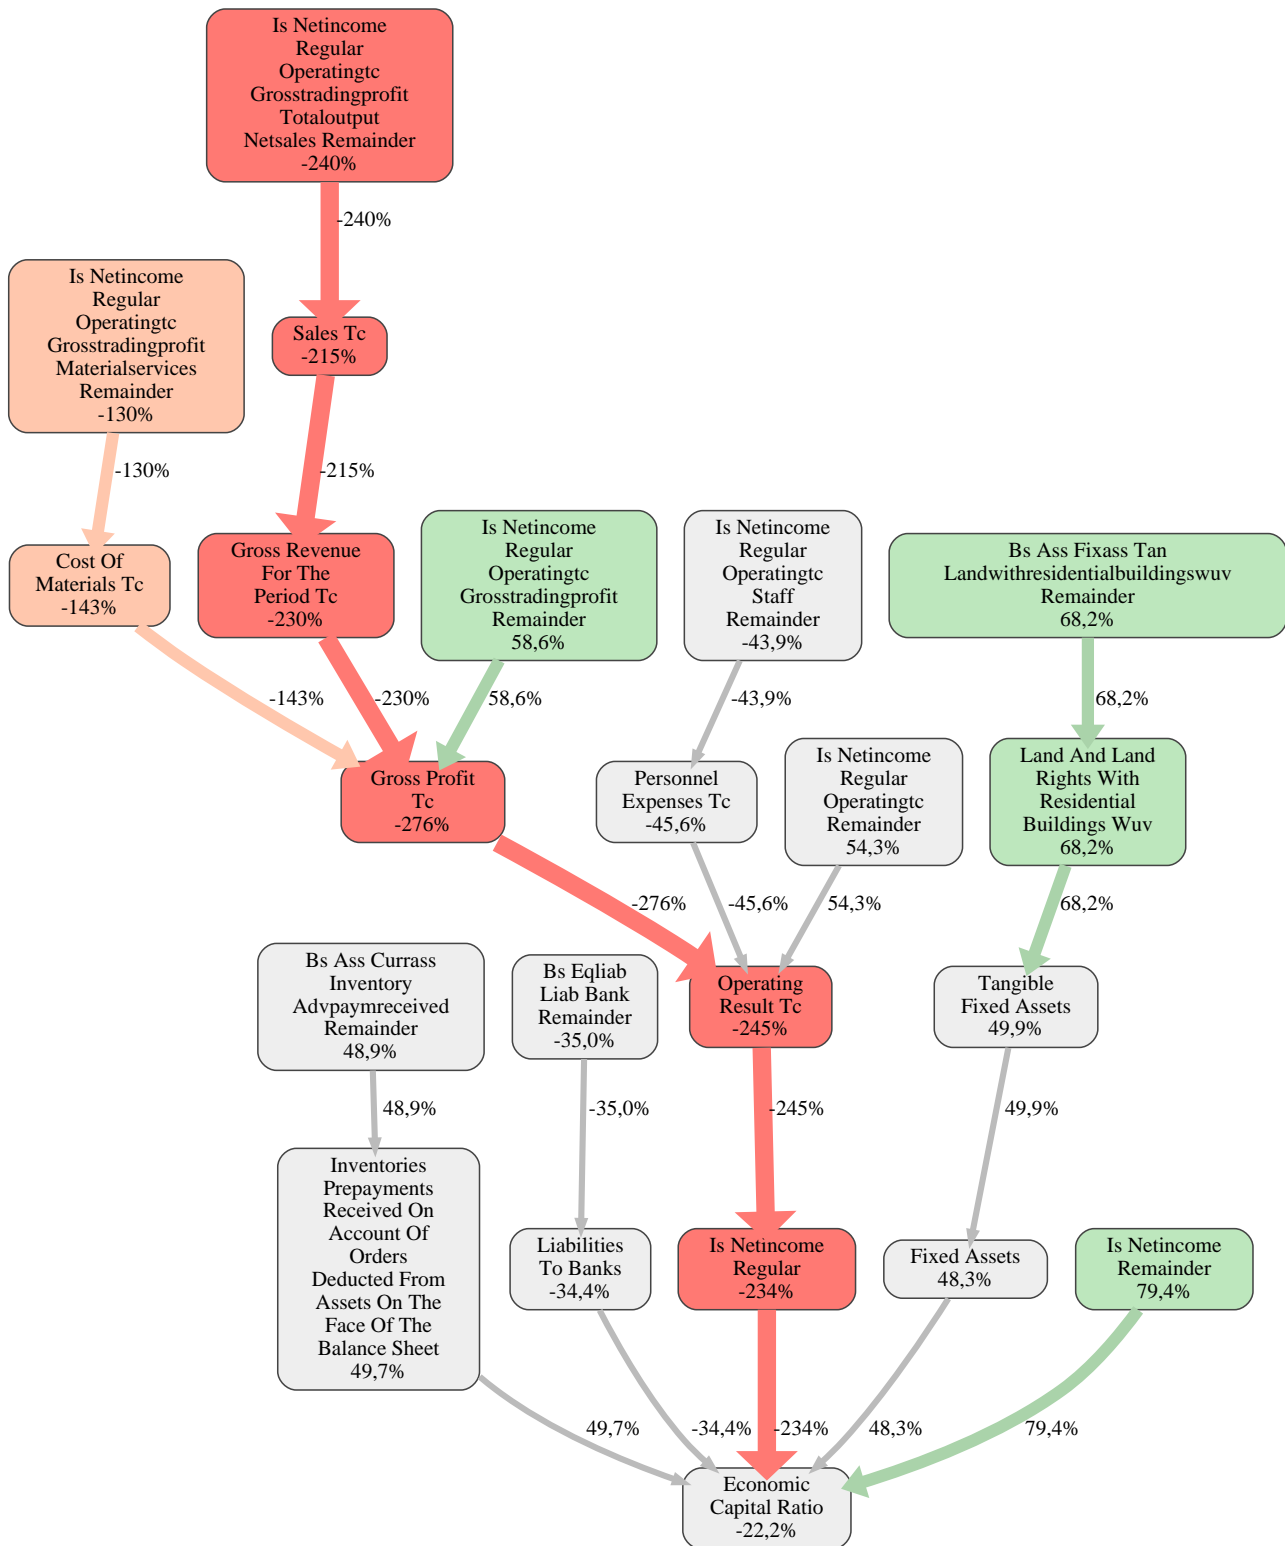 Is Netincome
Regular
Operatingtc
Grosstradingprofit
Totaloutput
Netsales Remainder
-240%
-240%
Is Netincome
Regular
Operatingtc
Grosstradingprofit
Materialservices
Remainder
-130%
Sales Tc
-215%
-130%
-215%
Cost Of
Materials Tc
-143%
Gross Revenue
For The
Period Tc
-230%
Is Netincome
Regular
Operatingtc
Grosstradingprofit
Remainder
58,6%
Is Netincome
Regular
Operatingtc
Staff
Remainder
-43,9%
Bs Ass Fixass Tan
Landwithresidentialbuildingswuv
Remainder
68,2%
-143%
-230%
58,6%
-43,9%
68,2%
Gross Profit
Tc
-276%
Personnel
Expenses Tc
-45,6%
Is Netincome
Regular
Operatingtc
Remainder
54,3%
Land And Land
Rights With
Residential
Buildings Wuv
68,2%
-276%
-45,6%
54,3%
68,2%
Bs Ass Currass
Inventory
Advpaymreceived
Remainder
48,9%
Bs Eqliab
Liab Bank
Remainder
-35,0%
Operating
Result Tc
-245%
Tangible
Fixed Assets
49,9%
48,9%
-35,0%
-245%
49,9%
Inventories
Prepayments
Received On
Account Of
Orders
Deducted From
Assets On The
Face Of The
Balance Sheet
49,7%
Liabilities
To Banks
-34,4%
Is Netincome
Regular
-234%
Fixed Assets
48,3%
Is Netincome
Remainder
79,4%
49,7%
-34,4%
-234%
48,3%
79,4%
Economic
Capital Ratio
-22,2%